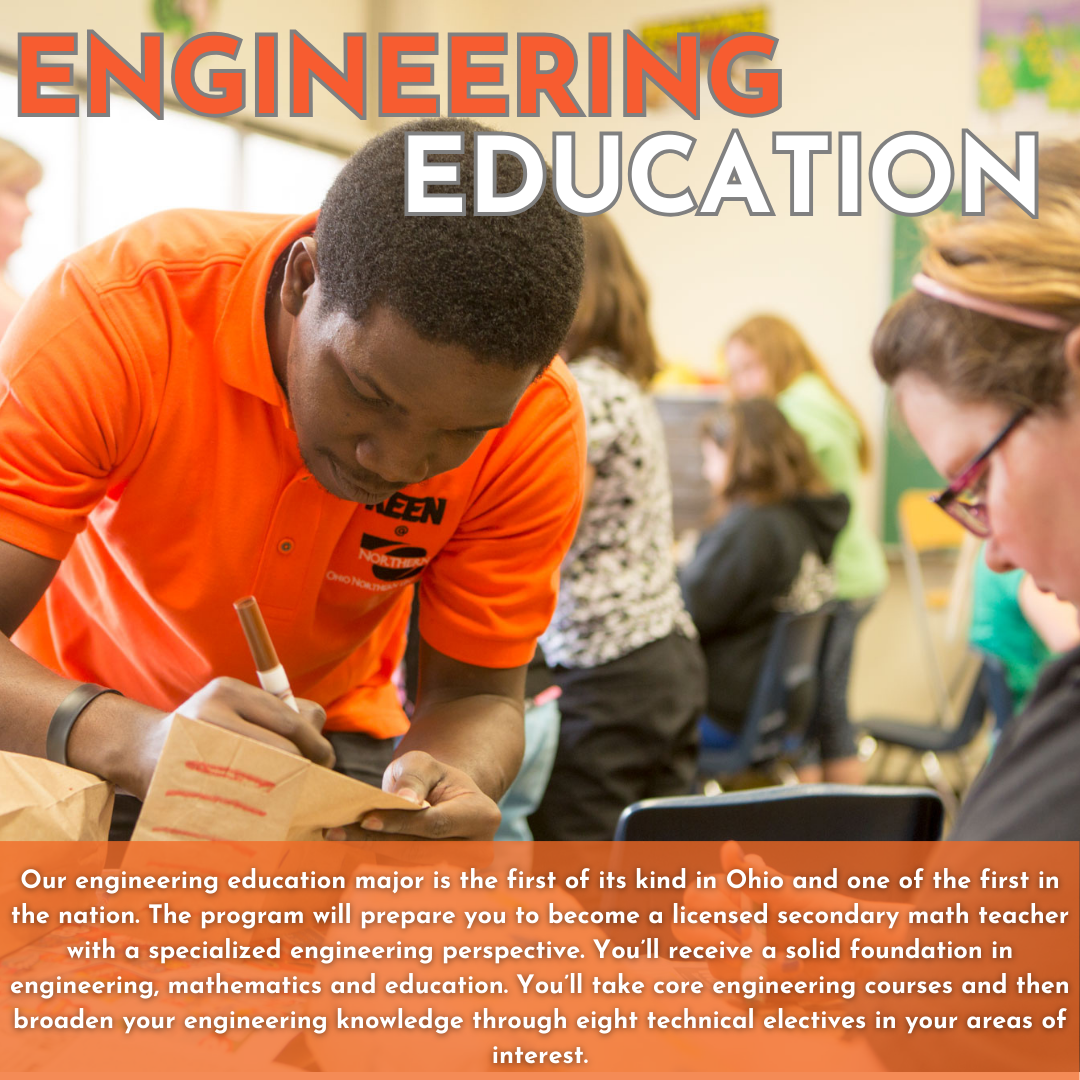 ENGINEERING
EDUCATION
KEEN
@
NORTHERN
OHIO NORTHERN
Our engineering education major is the first of its kind in Ohio and one of the first in
the nation. The program will prepare you to become a licensed secondary math teacher
with a specialized engineering perspective. You'll receive a solid foundation in
engineering, mathematics and education. You'll take core engineering courses and then
broaden your engineering knowledge through eight technical electives in your areas of
interest.